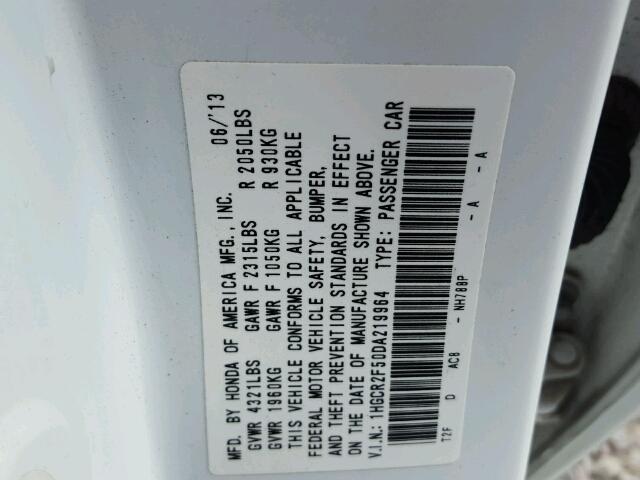 MFD. BY HONDA OF AMERICA MFG., INC. 06/'13
GVWR 4321LBS GAWR F 2315LBS R 2050LBS
GVWR 1960KG GAWR F 1050KG R 930KG
THIS VEHICLE CONFORMS TO ALL APPLICABLE
FEDERAL MOTOR VEHICLE SAFETY, BUMPER,
AND THEFT PREVENTION STANDARDS IN EFFECT
ON THE DATE OF MANUFACTURE SHOWN ABOVE.
V.I.N.: 1HGCR2F50DA219964 TYPE: PASSENGER CAR
T2F D AC8 - NH788P - A - A